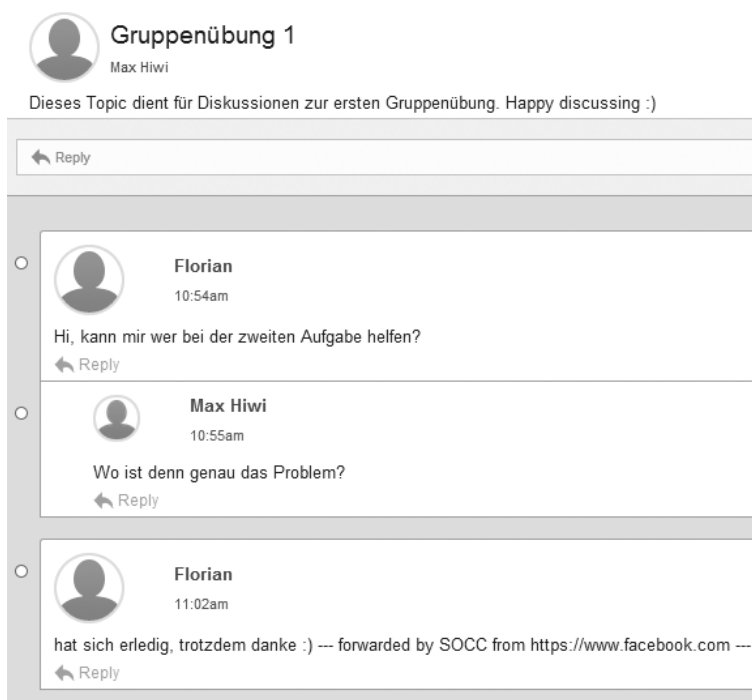 Gruppenübung 1
Max Hiwi
Dieses Topic dient für Diskussionen zur ersten Gruppenübung. Happy discussing :)
Reply
Florian
10:54am
Hi, kann mir wer bei der zweiten Aufgabe helfen?
Reply
Max Hiwi
10:55am
Wo ist denn genau das Problem?
Reply
Florian
11:02am
hat sich erledig, trotzdem danke :) --- forwarded by SOCC from https://www.facebook.com ---
Reply